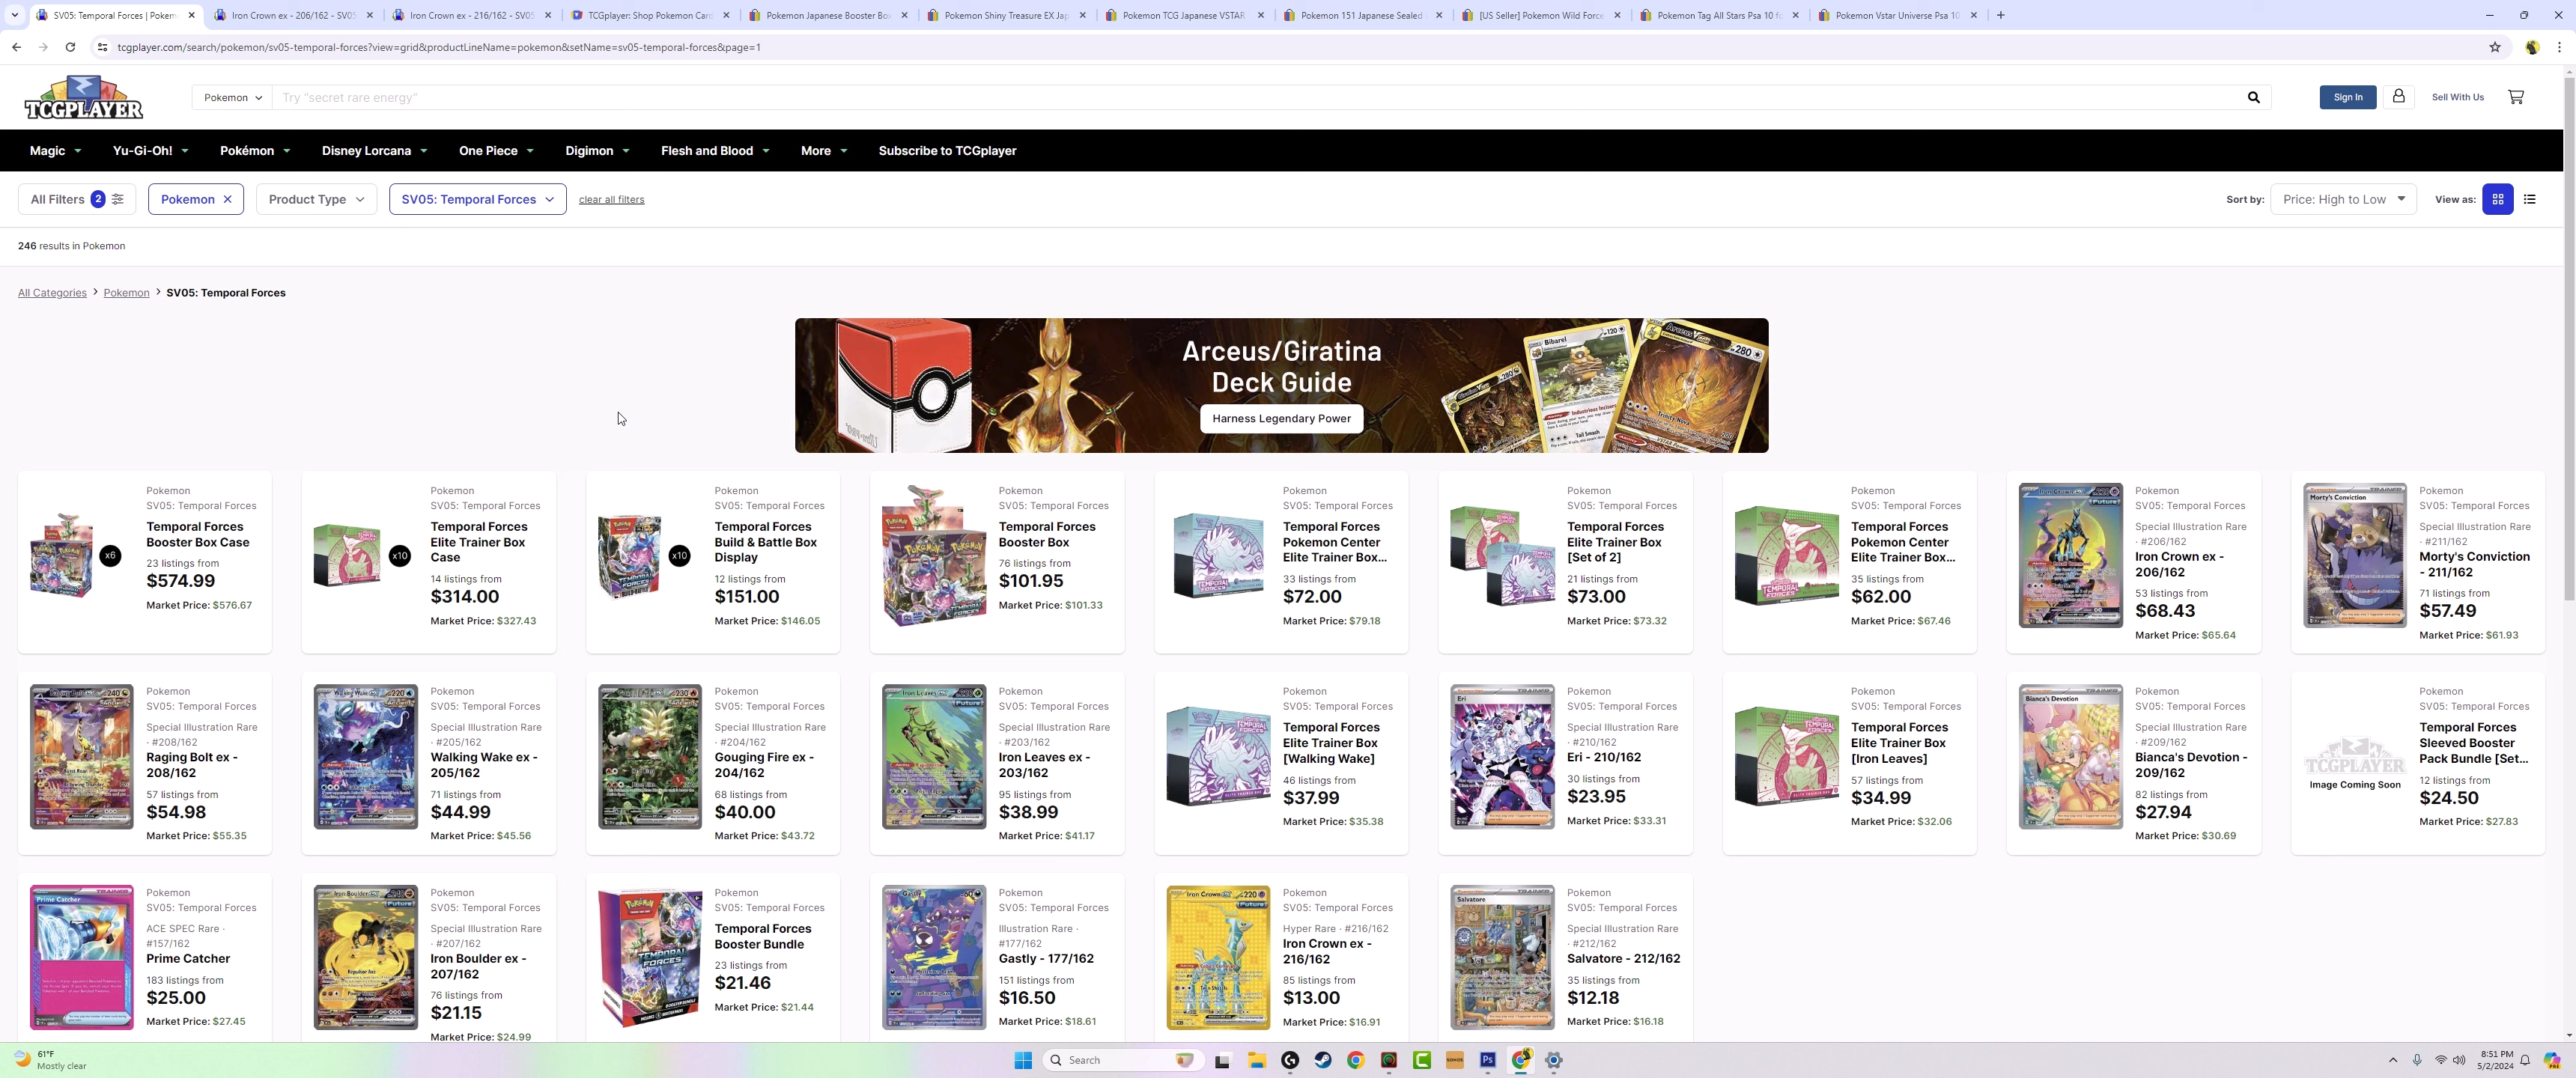 SV05: Temporal Forces | Pokem
Iron Crown ex - 206/162 - SV05
Iron Crown ex - 216/162 - SV05
TCGplayer: Shop Pokemon Card
Pokemon Japanese Booster Box
Pokemon Shiny Treasure EX Jap
Pokemon TCG Japanese VSTAR
Pokemon 151 Japanese Sealed
[US Seller] Pokemon Wild Force
Pokemon Tag All Stars Psa 10 fo
Pokemon Vstar Universe Psa 10
tcgplayer.com/search/pokemon/sv05-temporal-forces?view=grid&productLineName=pokemon&setName=sv05-temporal-forces&page=1
TCGPLAYER
Pokemon
Try "secret rare energy"
Sign In
Sell With Us
Magic
Yu-Gi-Oh!
Pokémon
Disney Lorcana
One Piece
Digimon
Flesh and Blood
More
Subscribe to TCGplayer
All Filters 2
Pokemon
Product Type
SV05: Temporal Forces
clear all filters
Sort by:
Price: High to Low
View as:
246 results in Pokemon
All Categories > Pokemon > SV05: Temporal Forces
Arceus/Giratina
Deck Guide
Harness Legendary Power
Bibarel
120
280
Arceus
Industrious Incisors
Tail Smash
Trinity Nova
x6
Pokemon
SV05: Temporal Forces
Temporal Forces
Booster Box Case
23 listings from
$574.99
Market Price: $576.67
x10
Pokemon
SV05: Temporal Forces
Temporal Forces
Elite Trainer Box
Case
14 listings from
$314.00
Market Price: $327.43
x10
Pokemon
SV05: Temporal Forces
Temporal Forces
Build & Battle Box
Display
12 listings from
$151.00
Market Price: $146.05
Pokemon
SV05: Temporal Forces
Temporal Forces
Booster Box
76 listings from
$101.95
Market Price: $101.33
Pokemon
SV05: Temporal Forces
Temporal Forces
Pokemon Center
Elite Trainer Box...
33 listings from
$72.00
Market Price: $79.18
Pokemon
SV05: Temporal Forces
Temporal Forces
Elite Trainer Box
[Set of 2]
21 listings from
$73.00
Market Price: $73.32
Pokemon
SV05: Temporal Forces
Temporal Forces
Pokemon Center
Elite Trainer Box...
35 listings from
$62.00
Market Price: $67.46
Pokemon
SV05: Temporal Forces
Special Illustration Rare
· #206/162
Iron Crown ex -
206/162
53 listings from
$68.43
Market Price: $65.64
Morty's Conviction
Pokemon
SV05: Temporal Forces
Special Illustration Rare
· #211/162
Morty's Conviction
- 211/162
71 listings from
$57.49
Market Price: $61.93
Pokemon
SV05: Temporal Forces
Special Illustration Rare
· #208/162
Raging Bolt ex -
208/162
57 listings from
$54.98
Market Price: $55.35
Pokemon
SV05: Temporal Forces
Special Illustration Rare
· #205/162
Walking Wake ex -
205/162
71 listings from
$44.99
Market Price: $45.56
Pokemon
SV05: Temporal Forces
Special Illustration Rare
· #204/162
Gouging Fire ex -
204/162
68 listings from
$40.00
Market Price: $43.72
Iron Leaves
Pokemon
SV05: Temporal Forces
Special Illustration Rare
· #203/162
Iron Leaves ex -
203/162
95 listings from
$38.99
Market Price: $41.17
Pokemon
SV05: Temporal Forces
Temporal Forces
Elite Trainer Box
[Walking Wake]
46 listings from
$37.99
Market Price: $35.38
Eri
Pokemon
SV05: Temporal Forces
Special Illustration Rare
· #210/162
Eri - 210/162
30 listings from
$23.95
Market Price: $33.31
Pokemon
SV05: Temporal Forces
Temporal Forces
Elite Trainer Box
[Iron Leaves]
57 listings from
$34.99
Market Price: $32.06
Bianca's Devotion
Pokemon
SV05: Temporal Forces
Special Illustration Rare
· #209/162
Bianca's Devotion -
209/162
82 listings from
$27.94
Market Price: $30.69
TCGPLAYER
Image Coming Soon
Pokemon
SV05: Temporal Forces
Temporal Forces
Sleeved Booster
Pack Bundle [Set...
12 listings from
$24.50
Market Price: $27.83
Prime Catcher
Pokemon
SV05: Temporal Forces
ACE SPEC Rare ·
#157/162
Prime Catcher
183 listings from
$25.00
Market Price: $27.45
Iron Boulder
Pokemon
SV05: Temporal Forces
Special Illustration Rare
· #207/162
Iron Boulder ex -
207/162
76 listings from
$21.15
Market Price: $24.99
Pokemon
SV05: Temporal Forces
Temporal Forces
Booster Bundle
23 listings from
$21.46
Market Price: $21.44
Gastly
Pokemon
SV05: Temporal Forces
Illustration Rare ·
#177/162
Gastly - 177/162
151 listings from
$16.50
Market Price: $18.61
Iron Crown
Pokemon
SV05: Temporal Forces
Hyper Rare · #216/162
Iron Crown ex -
216/162
85 listings from
$13.00
Market Price: $16.91
Salvatore
Pokemon
SV05: Temporal Forces
Special Illustration Rare
· #212/162
Salvatore - 212/162
35 listings from
$12.18
Market Price: $16.18
61°F
Mostly clear
Search
8:51 PM
5/2/2024